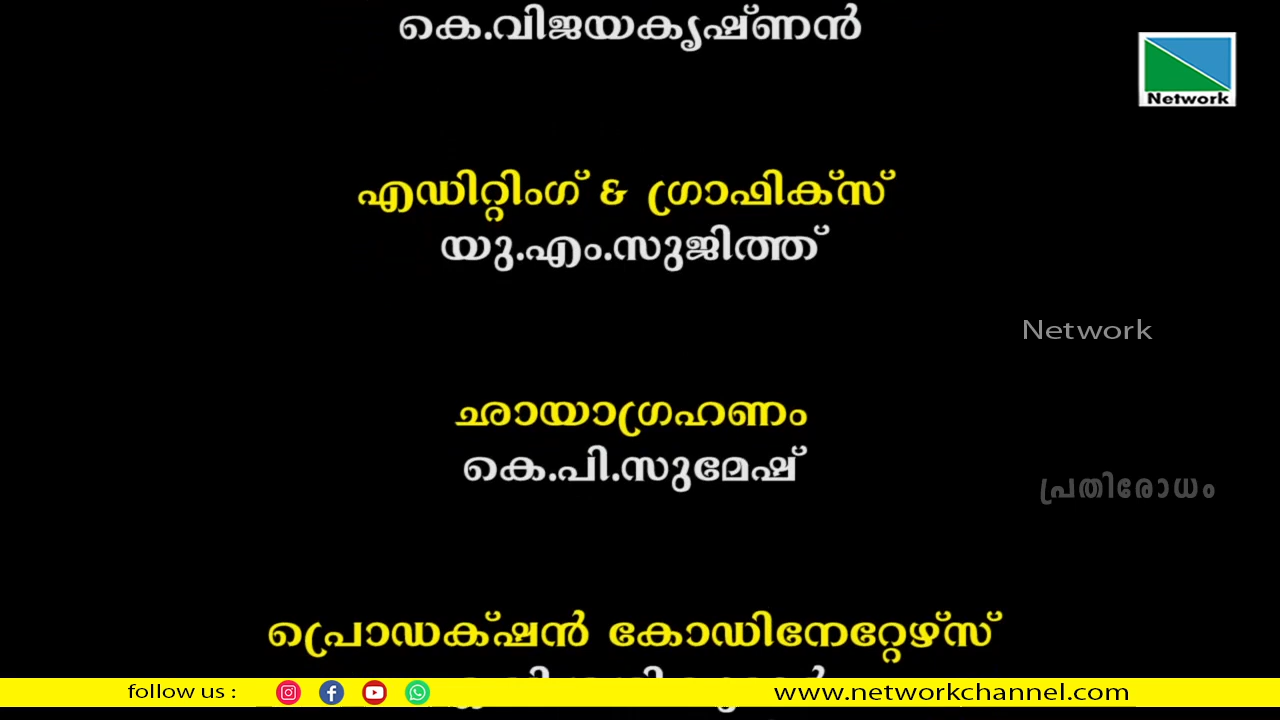 കെ.വിജയകൃഷ്ണൻ
Network
എഡിറ്റിംഗ് & ഗ്രാഫിക്സ്
യു.എം.സുജിത്ത്
Network
ഛായാഗ്രഹണം
കെ.പി.സുമേഷ്
പ്രതിരോധം
പ്രൊഡക്ഷൻ കോഡിനേറ്റേഴ്സ്
follow us :
www.networkchannel.com